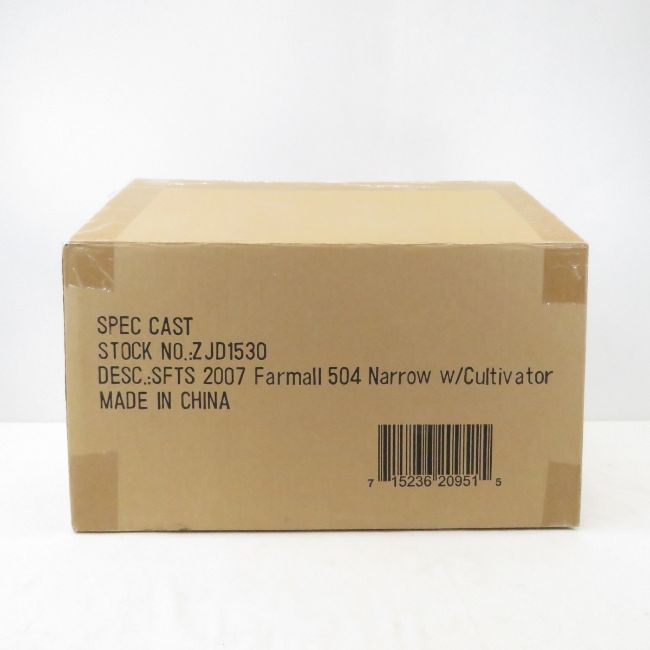 SPEC CAST
STOCK NO.:ZJD1530
DESC.:SFTS 2007 Farmall 504 Narrow w/Cultivator
MADE IN CHINA
7 15236 20951 5